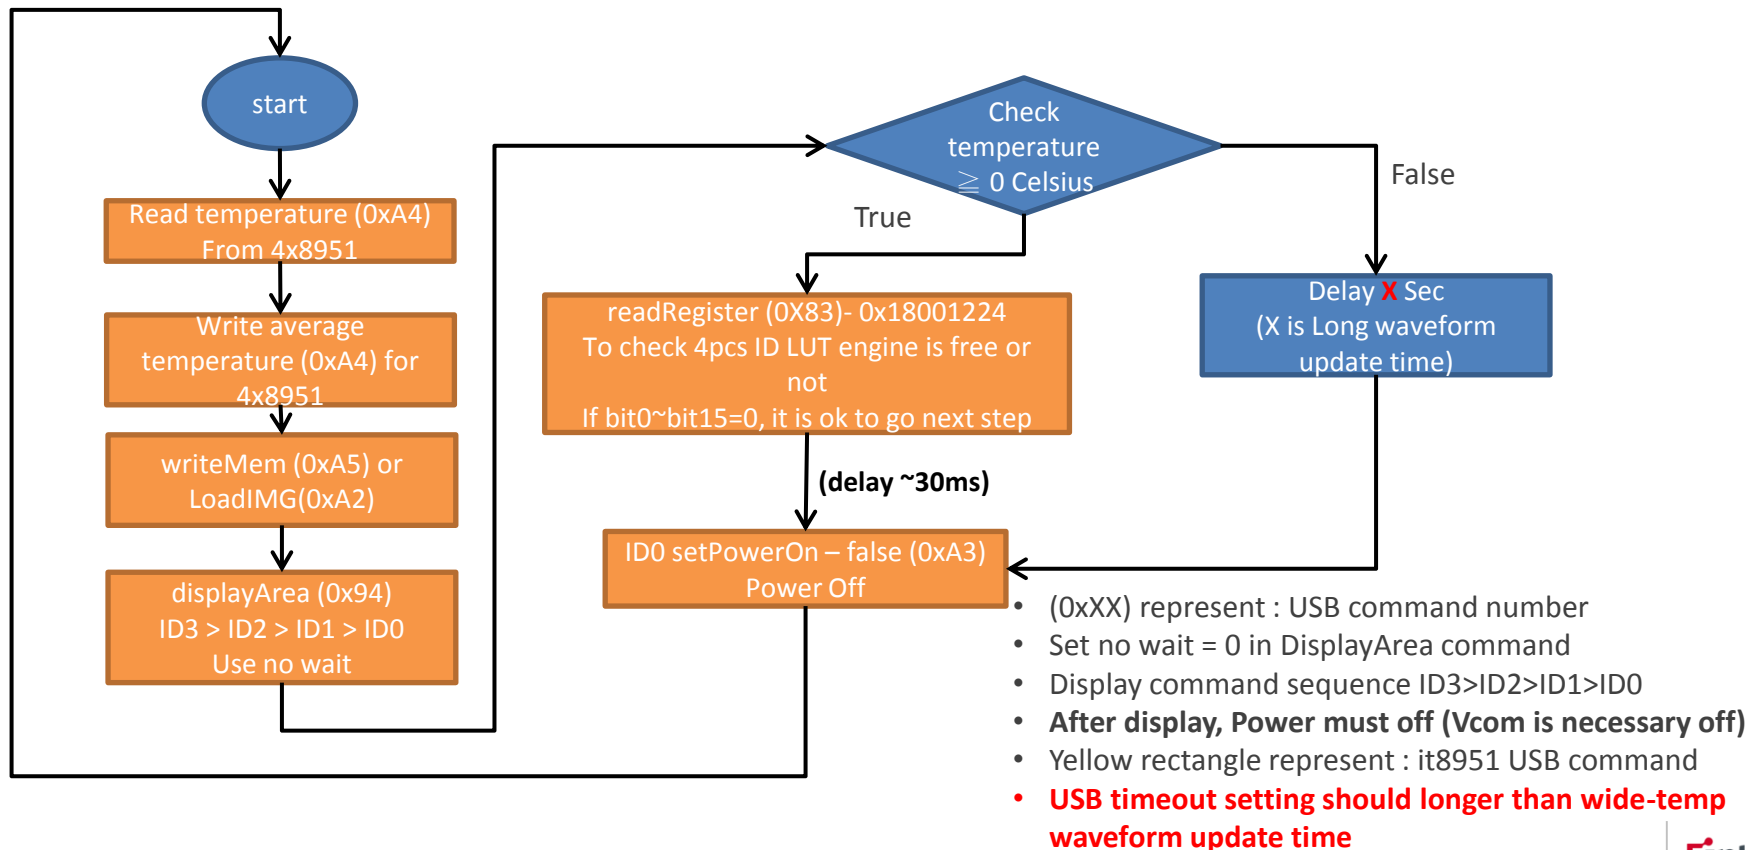 start
Read temperature (0xA4)
From 4x8951
Write average
temperature (0xA4) for
4x8951
writeMem (0xA5) or
LoadIMG(0xA2)
displayArea (0x94)
ID3 > ID2 > ID1 > ID0
Use no wait
Check
temperature
≧ 0 Celsius
True
False
readRegister (0X83)- 0x18001224
To check 4pcs ID LUT engine is free or
not
If bit0~bit15=0, it is ok to go next step
(delay ~30ms)
Delay X Sec
(X is Long waveform
update time)
ID0 setPowerOn – false (0xA3)
Power Off
• (0xXX) represent : USB command number
• Set no wait = 0 in DisplayArea command
• Display command sequence ID3>ID2>ID1>ID0
• After display, Power must off (Vcom is necessary off)
• Yellow rectangle represent : it8951 USB command
• USB timeout setting should longer than wide-temp
waveform update time